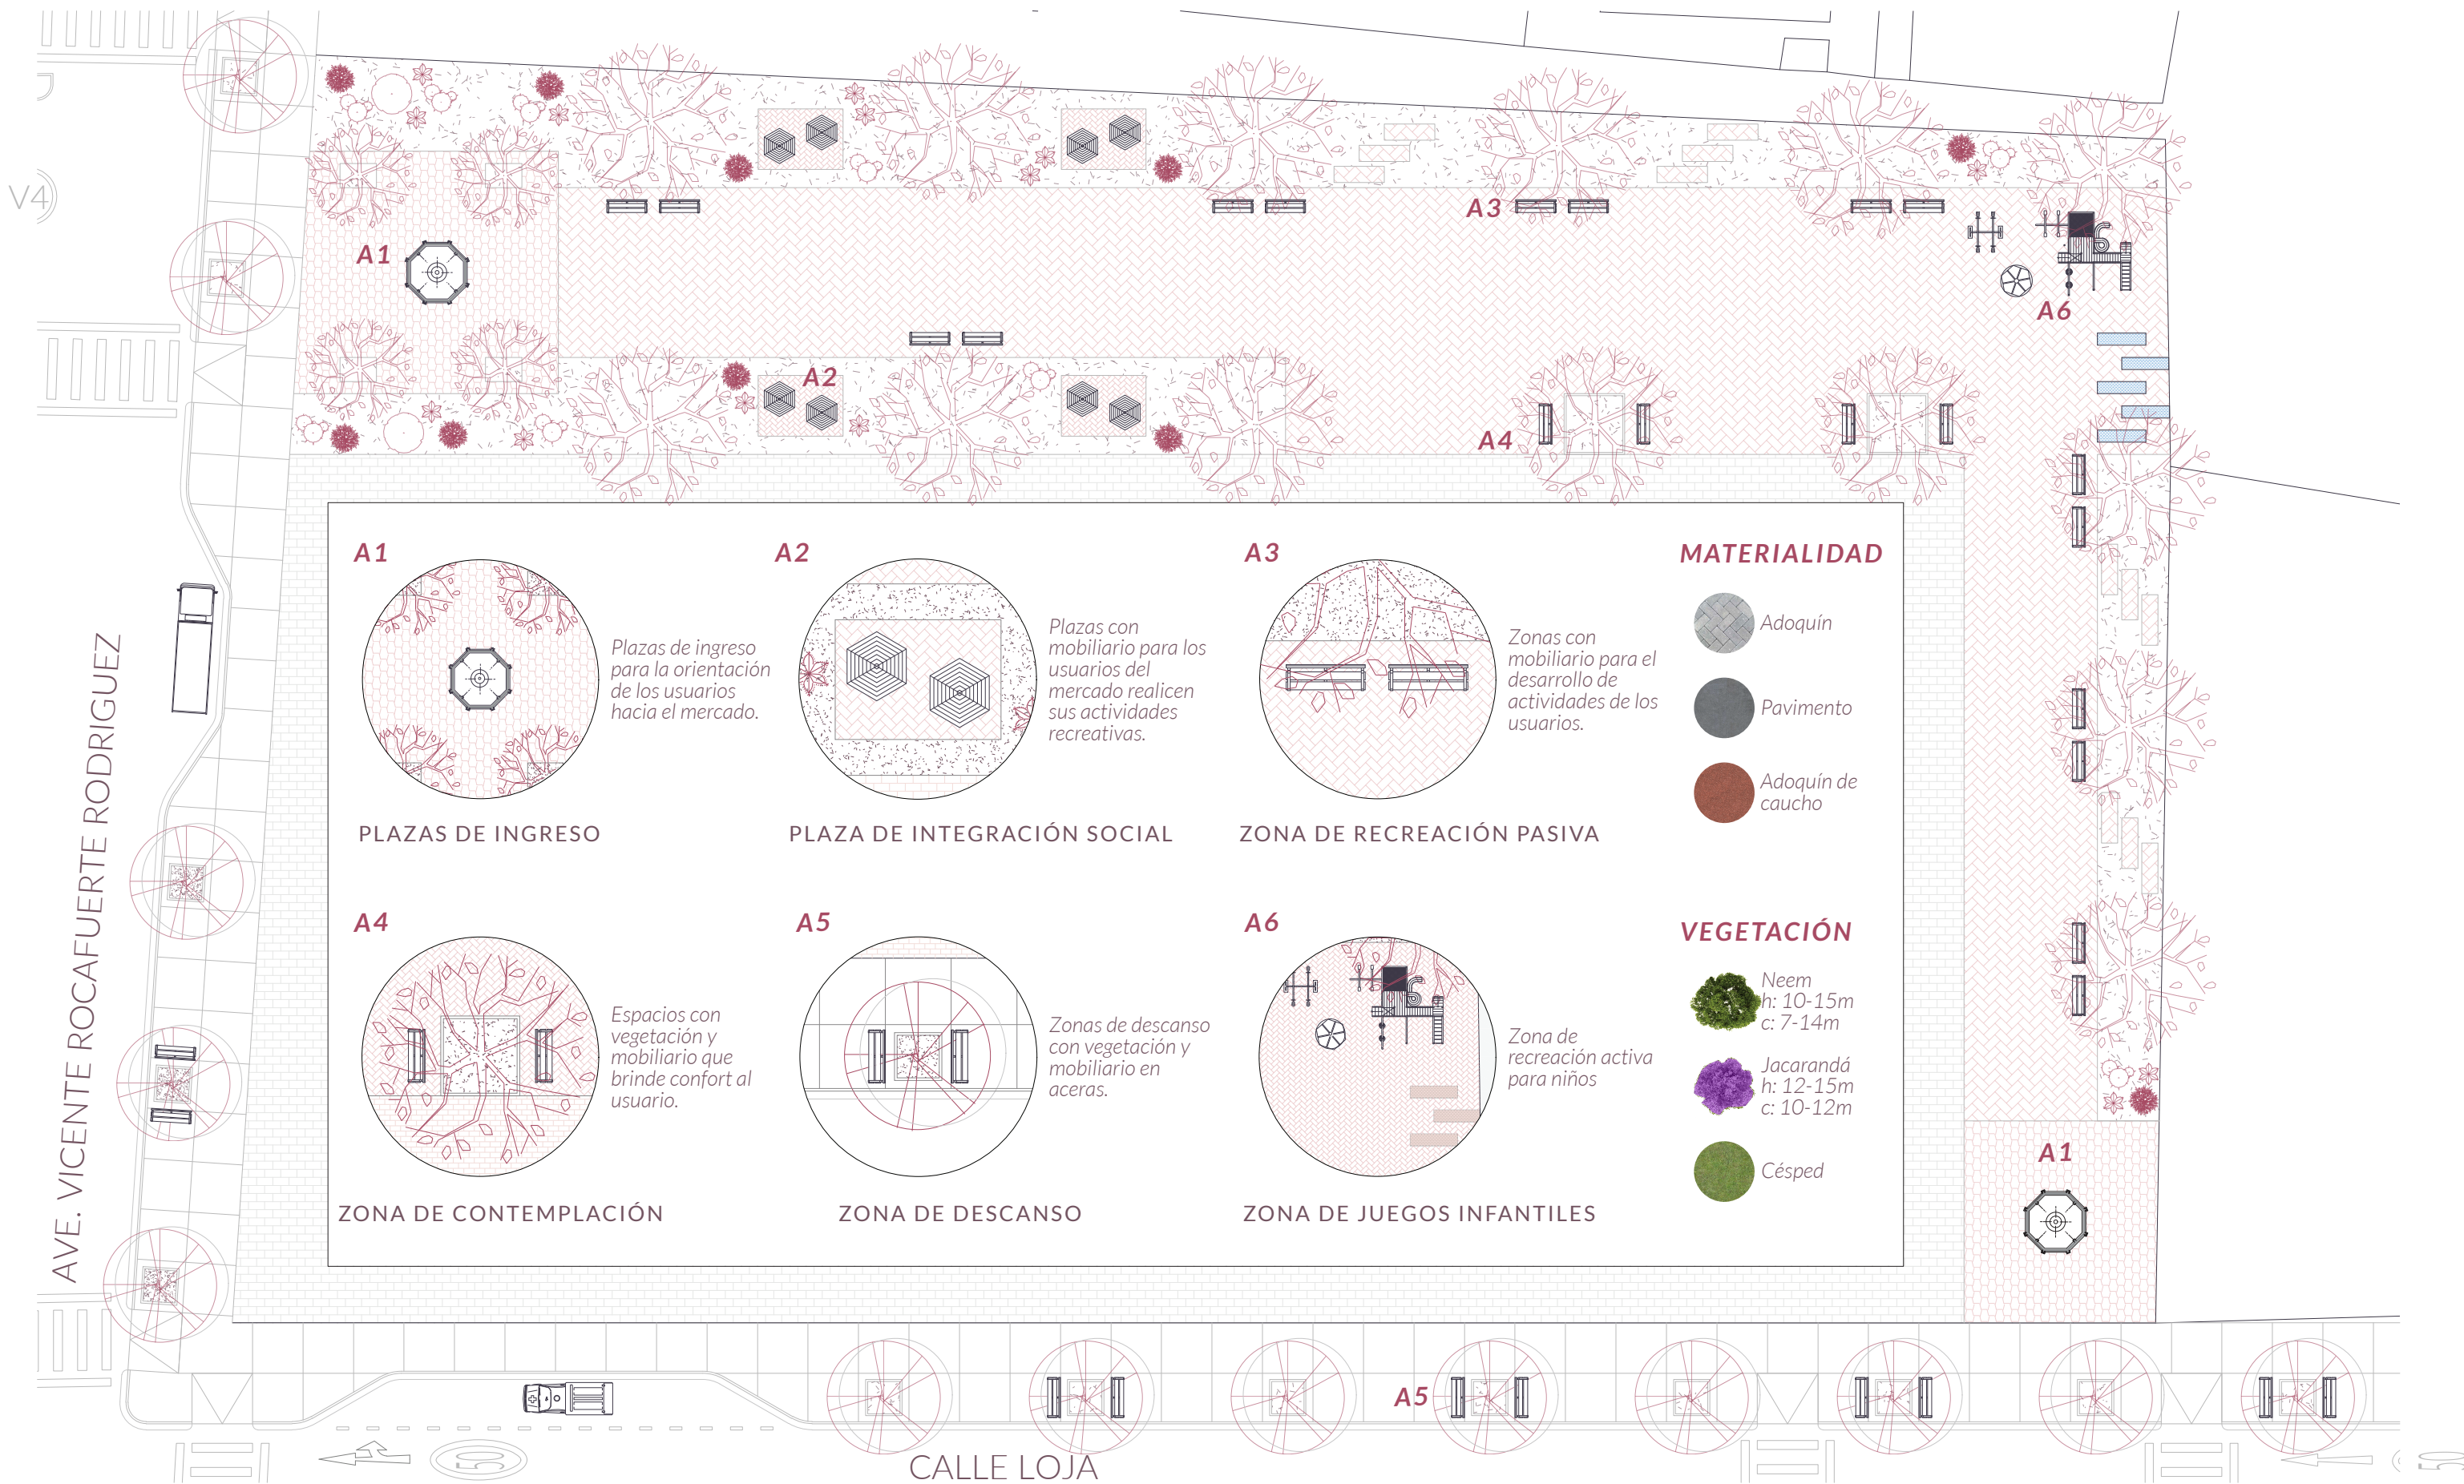 V4
A1
A2
A3
A4
A6
A1
PLAZAS DE INGRESO
Plazas de ingreso
para la orientación
de los usuarios
hacia el mercado.
A2
PLAZA DE INTEGRACIÓN SOCIAL
Plazas con
mobiliario para los
usuarios del
mercado realicen
sus actividades
recreativas.
A3
ZONA DE RECREACIÓN PASIVA
Zonas con
mobiliario para el
desarrollo de
actividades de los
usuarios.
MATERIALIDAD
Adoquín
Pavimento
Adoquín de
caucho
A4
ZONA DE CONTEMPLACIÓN
Espacios con
vegetación y
mobiliario que
brinde confort al
usuario.
A5
ZONA DE DESCANSO
Zonas de descanso
con vegetación y
mobiliario en
aceras.
A6
ZONA DE JUEGOS INFANTILES
Zona de
recreación activa
para niños
VEGETACIÓN
Neem
h: 10-15m
c: 7-14m
Jacarandá
h: 12-15m
c: 10-12m
Césped
A1
AVE. VICENTE ROCAFUERTE RODRIGUEZ
A5
50
CALLE LOJA
50